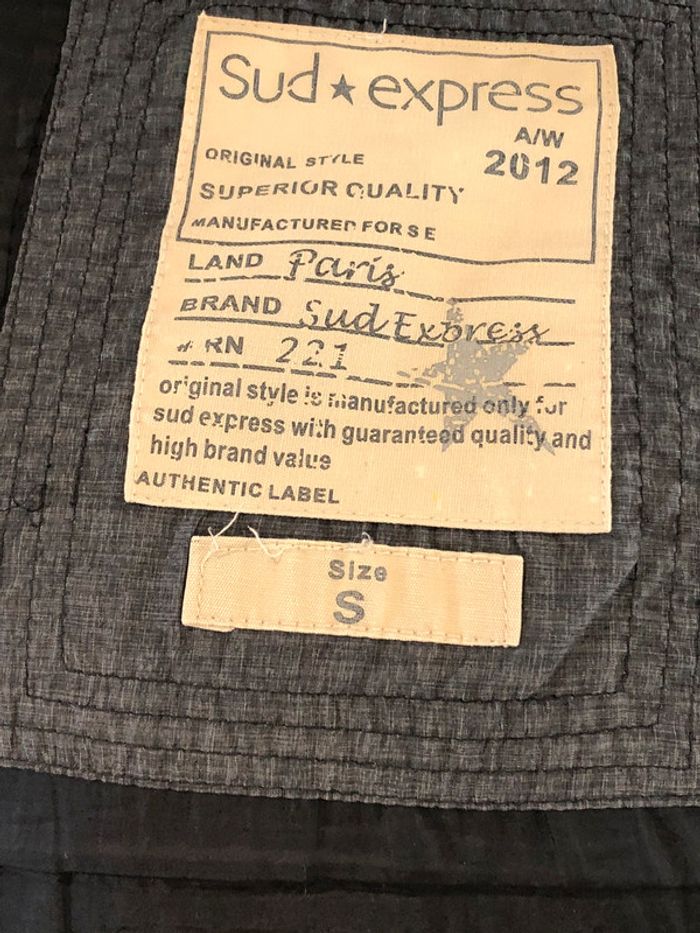 Sud★express
A/W
2012
ORIGINAL STYLE
SUPERIOR QUALITY
MANUFACTURED FOR SE
LAND Paris
BRAND Sud Express
# RN 221
original style is manufactured only for
sud express with guaranteed quality and
high brand value
AUTHENTIC LABEL
Size
S